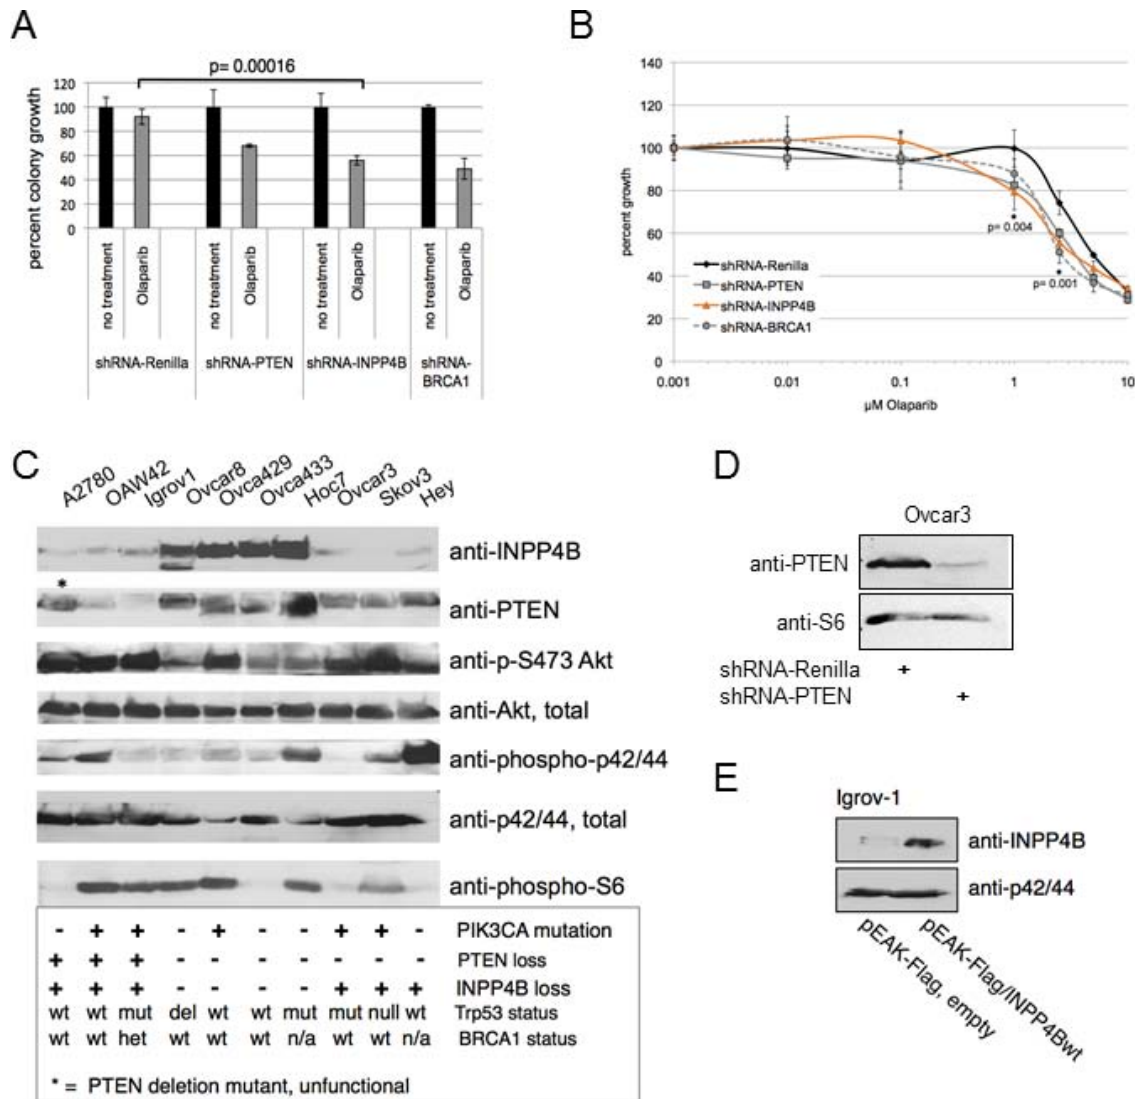 A
p= 0.00016
120
100
80
60
40
20
0
percent colony growth
no treatment
Olaparib
no treatment
Olaparib
no treatment
Olaparib
no treatment
Olaparib
shRNA-Renilla
shRNA-PTEN
shRNA-INPP4B
shRNA-
BRCA1
B
140
120
100
80
60
40
20
0
percent growth
p= 0.004
p= 0.001
shRNA-Renilla
shRNA-PTEN
shRNA-INPP4B
shRNA-BRCA1
0.001 0.01 0.1 1 10
µM Olaparib
C
A2780 OAW42 Igrov1 Ovcar8 Ovca429 Ovca433 Hoc7 Ovcar3 Skov3 Hey
anti-INPP4B
*
anti-PTEN
anti-p-S473 Akt
anti-Akt, total
anti-phospho-p42/44
anti-p42/44, total
anti-phospho-S6
- + + - + - - + + - PIK3CA mutation
+ + + - - - - - - - PTEN loss
+ + + - - - - + + + INPP4B loss
wt wt mut del wt wt mut mut null wt Trp53 status
wt wt het wt wt wt n/a wt wt n/a BRCA1 status
* = PTEN deletion mutant, unfunctional
D
Ovcar3
anti-PTEN
anti-S6
shRNA-Renilla +
shRNA-PTEN +
E
Igrov-1
anti-INPP4B
anti-p42/44
pEAK-Flag, empty
pEAK-Flag/INPP4Bwt